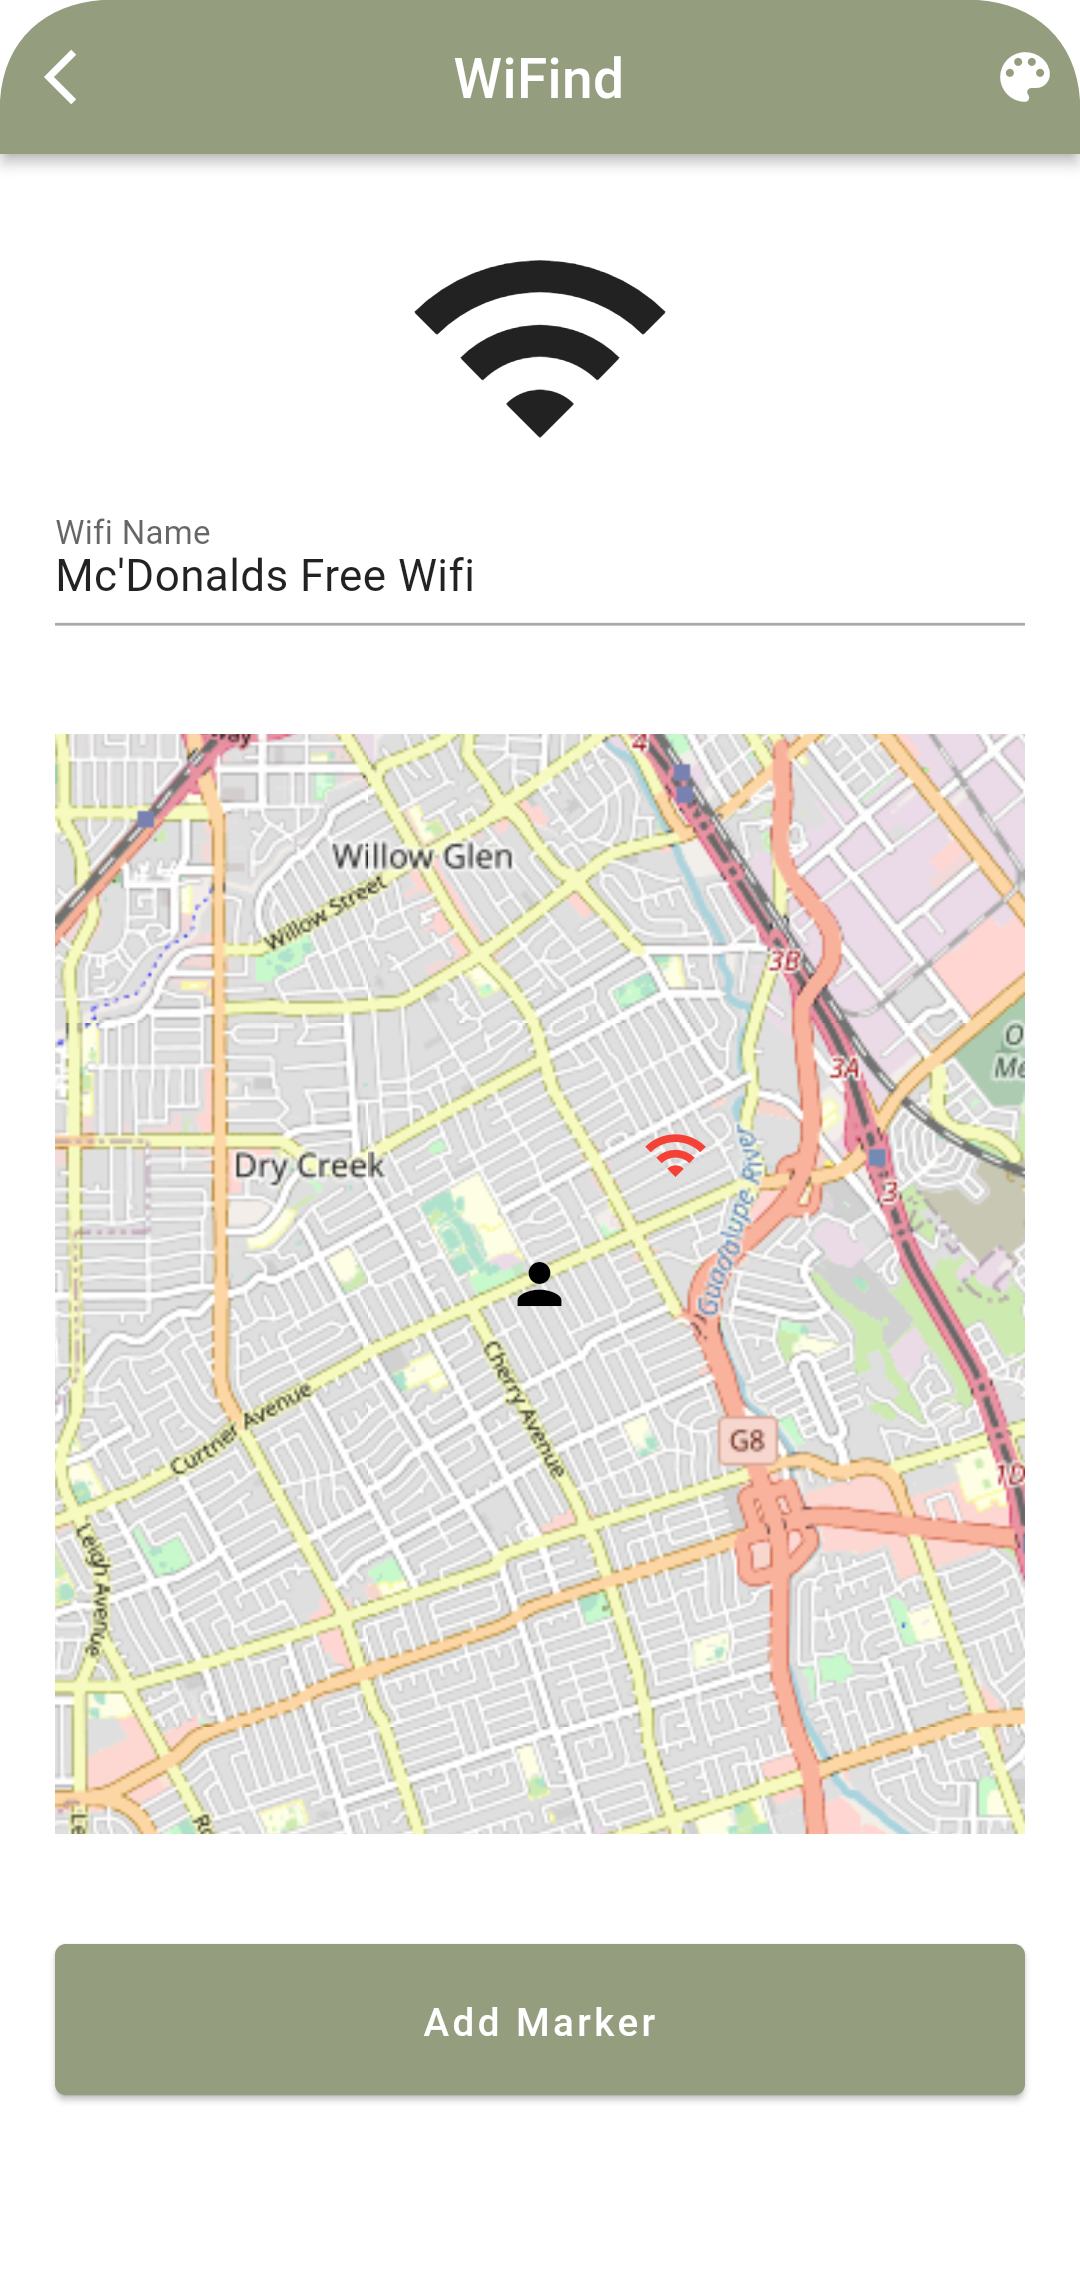 WiFind
Wifi Name
Mc'Donalds Free Wifi
4
Willow Glen
Willow Street
3B
3A
Dry Creek
3
Guadalupe River
Cherry Avenue
Curtner Avenue
G8
1D
Leigh Avenue
Add Marker